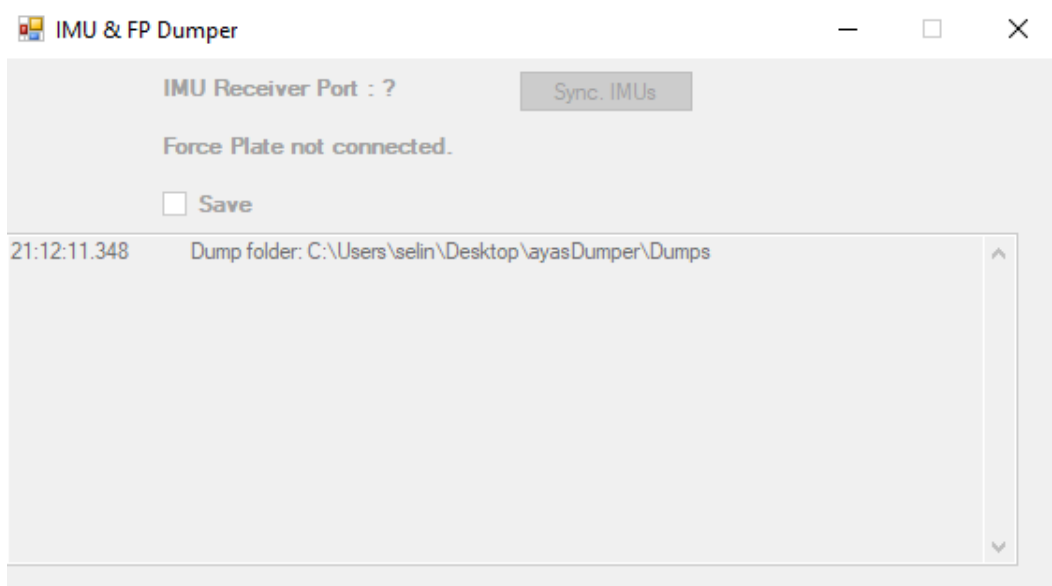 IMU & FP Dumper
IMU Receiver Port : ? Sync. IMUs
Force Plate not connected.
Save
21:12:11.348 Dump folder: C:\Users\selin\Desktop\ayasDumper\Dumps